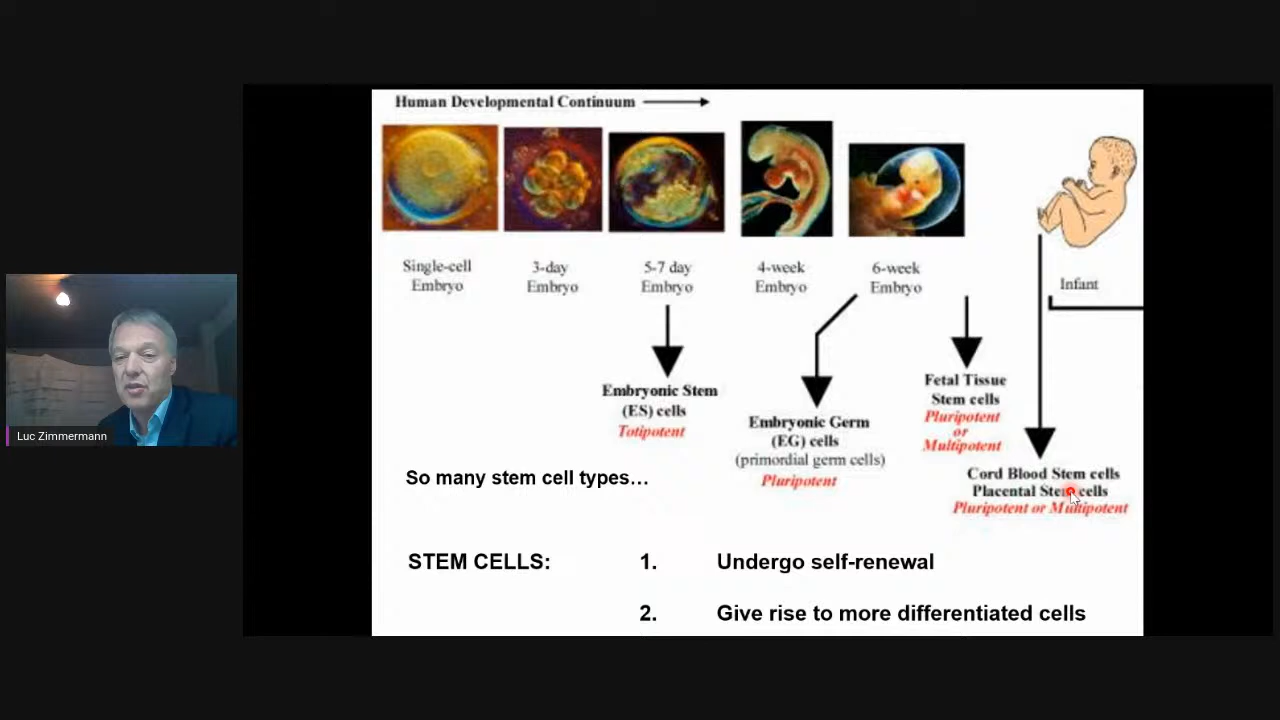 Human Developmental Continuum
Single-cell
Embryo
3-day
Embryo
5-7 day
Embryo
4-week
Embryo
6-week
Embryo
Infant
Embryonic Stem
(ES) cells
Totipotent
Embryonic Germ
(EG) cells
(primordial germ cells)
Pluripotent
Fetal Tissue
Stem cells
Pluripotent
or
Multipotent
Cord Blood Stem cells
Placental Stem cells
Pluripotent or Multipotent
So many stem cell types…
STEM CELLS: 1. Undergo self-renewal
2. Give rise to more differentiated cells
Luc Zimmermann